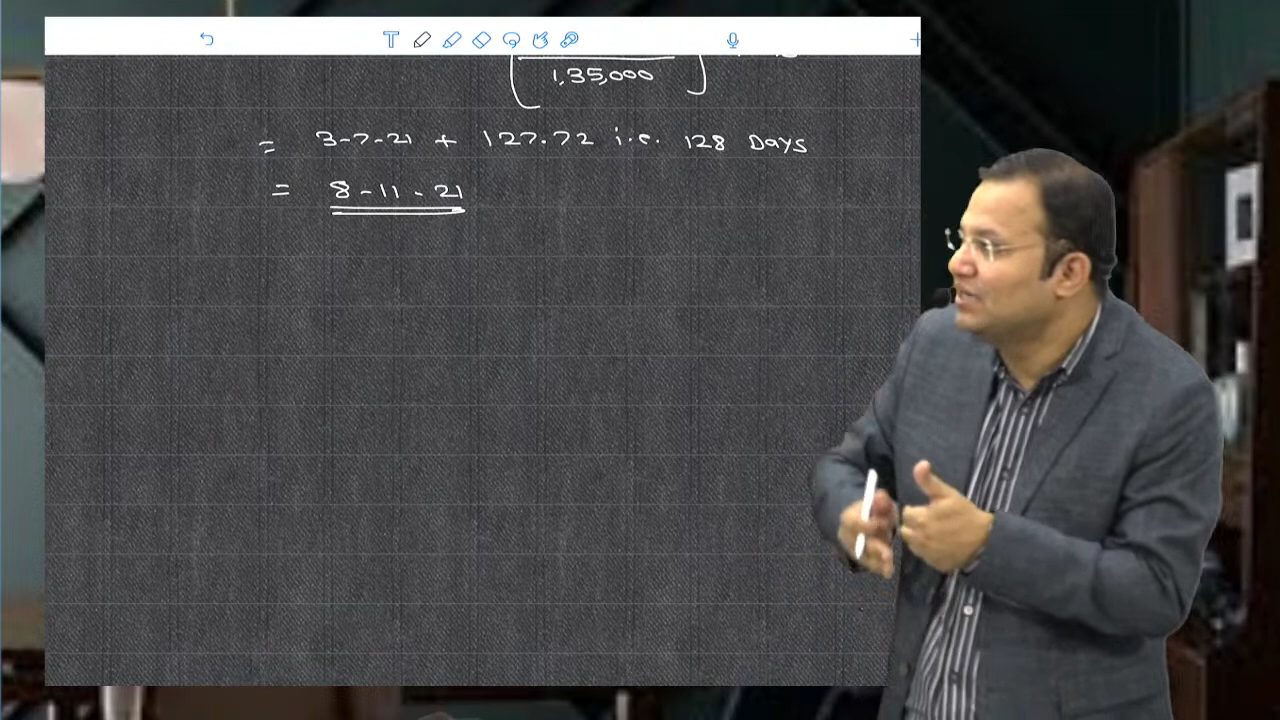 1,35,000
= 3-7-21 + 127.72 i.e. 128 Days
= 8-11-21